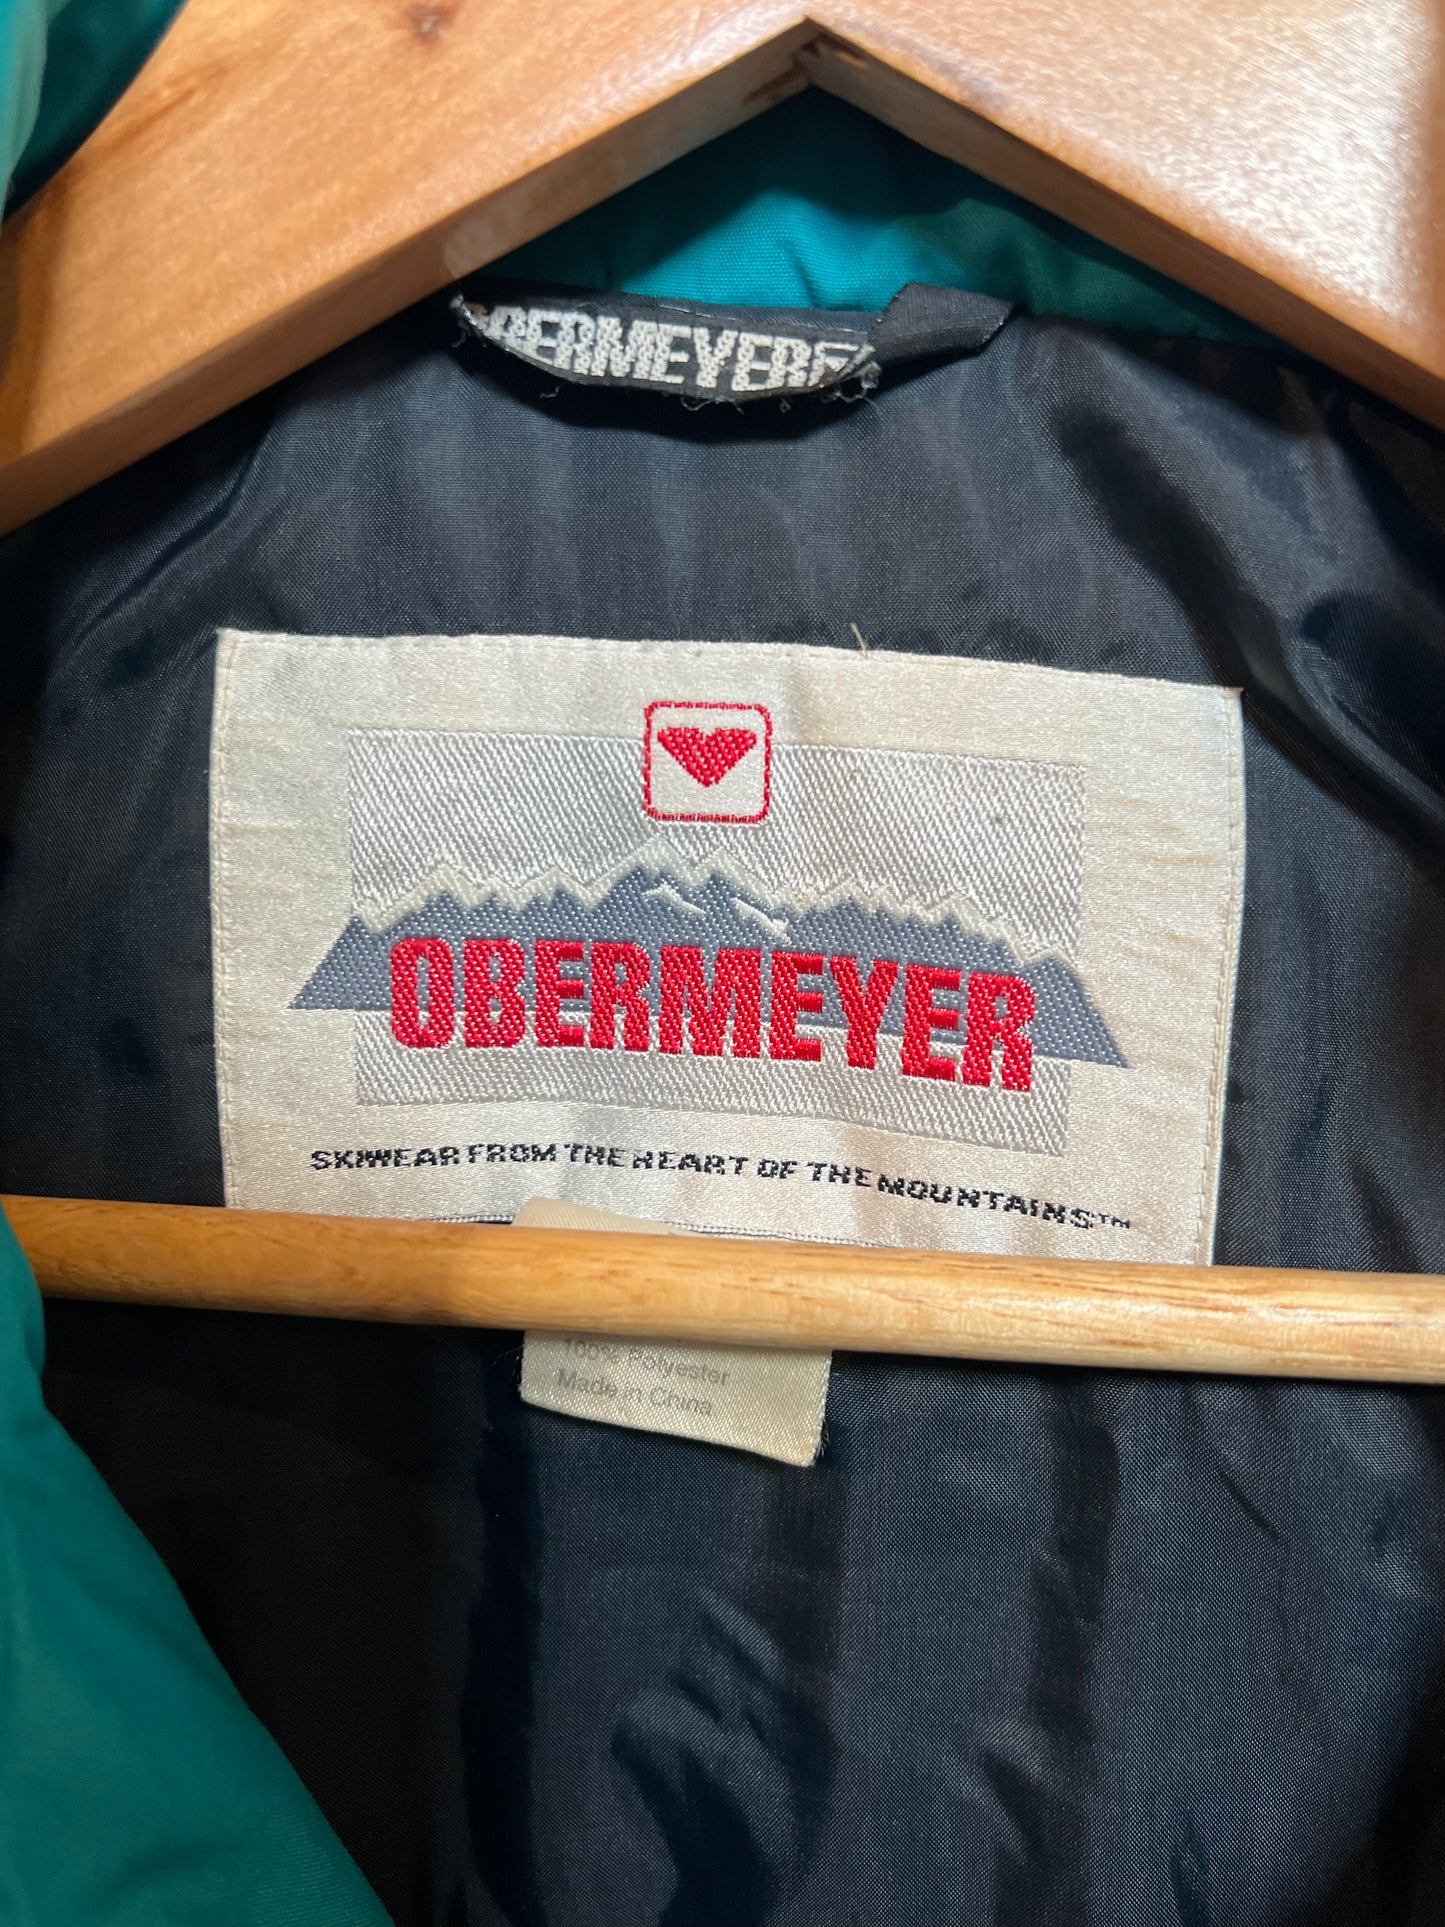 OBERMEYER
OBERMEYER
SKIWEAR FROM THE HEART OF THE MOUNTAINS™
100% Polyester
Made in China